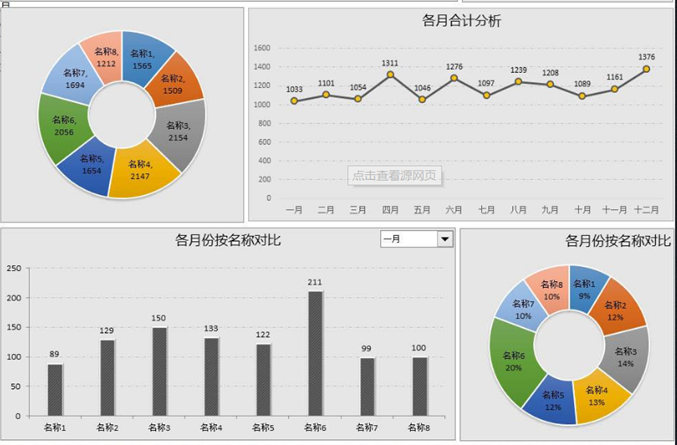 月
名称8,
1212
名称1,
1565
名称7,
1694
名称2,
1509
名称6,
2056
名称3,
2154
名称5,
1654
名称4,
2147
各月合计分析
1600
1400
1200
1000
800
600
400
200
0
1033
1101
1054
1311
1046
1276
1097
1239
1208
1089
1161
1376
点击查看源网页
一月
二月
三月
四月
五月
六月
七月
八月
九月
十月
十一月
十二月
各月份按名称对比
一月
250
200
150
100
50
0
89
129
150
133
122
211
99
100
名称1
名称2
名称3
名称4
名称5
名称6
名称7
名称8
各月份按名称对比
名称8
10%
名称1
9%
名称7
10%
名称2
12%
名称6
20%
名称3
14%
名称5
12%
名称4
13%